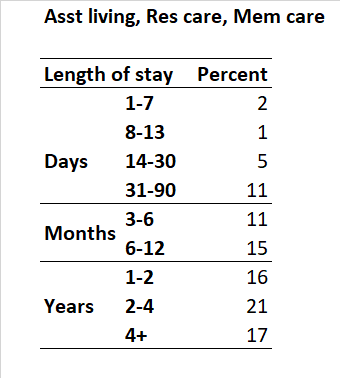 Asst living, Res care, Mem care
Length of stay Percent
1-7 2
8-13 1
Days 14-30 5
31-90 11
3-6 11
Months
6-12 15
1-2 16
Years 2-4 21
4+ 17